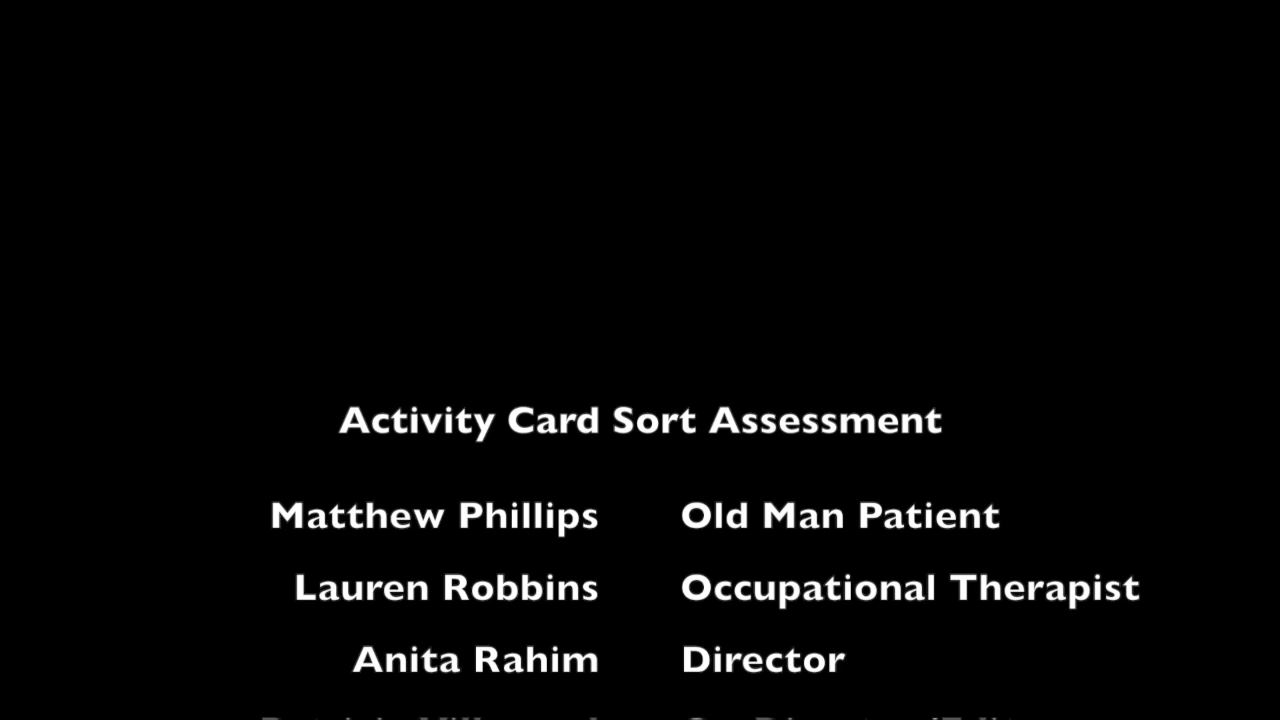 Activity Card Sort Assessment
Matthew Phillips Old Man Patient
Lauren Robbins Occupational Therapist
Anita Rahim Director